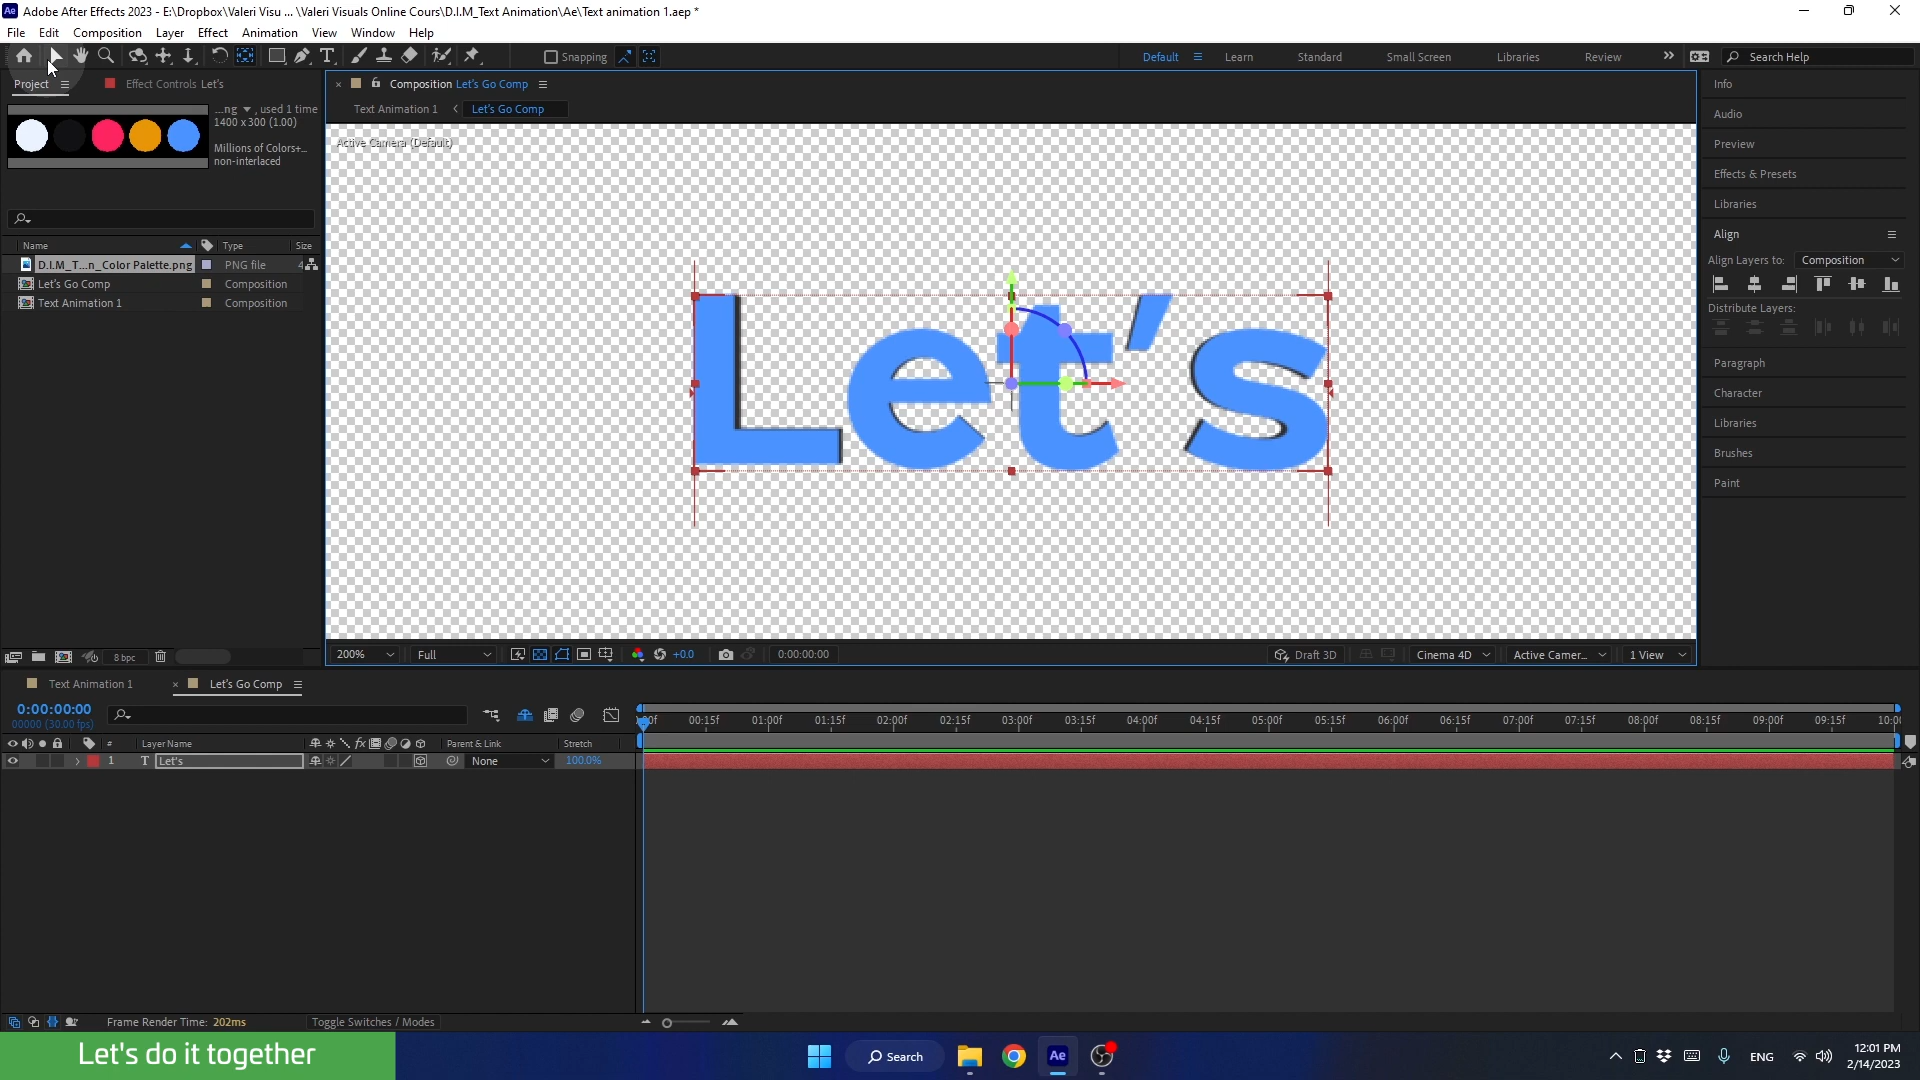 Adobe After Effects 2023 - E:\Dropbox\Valeri Visu ... \Valeri Visuals Online Cours\D.I.M_Text Animation\Ae\Text animation 1.aep *
File Edit Composition Layer Effect Animation View Window Help
Snapping
Default Learn Standard Small Screen Libraries Review Search Help
Project Effect Controls Let's
Composition Let's Go Comp
Text Animation 1 Let's Go Comp
...ng , used 1 time
1400 x 300 (1.00)
Millions of Colors+...
non-interlaced
Active Camera (Default)
Name Type Size
D.I.M_T...n_Color Palette.png PNG file 4
Let's Go Comp Composition
Text Animation 1 Composition
Let's
Info
Audio
Preview
Effects & Presets
Libraries
Align
Align Layers to: Composition
Distribute Layers:
Paragraph
Character
Libraries
Brushes
Paint
8 bpc
200% Full +0.0 0:00:00:00 Draft 3D Cinema 4D Active Camer... 1 View
Text Animation 1 Let's Go Comp
0:00:00:00
00000 (30.00 fps)
00:15f 01:00f 01:15f 02:00f 02:15f 03:00f 03:15f 04:00f 04:15f 05:00f 05:15f 06:00f 06:15f 07:00f 07:15f 08:00f 08:15f 09:00f 09:15f 10:00
# Layer Name fx Parent & Link Stretch
1 T Let's None 100.0%
Frame Render Time: 202ms Toggle Switches / Modes
Let's do it together
Search
Ae
ENG
12:01 PM
2/14/2023